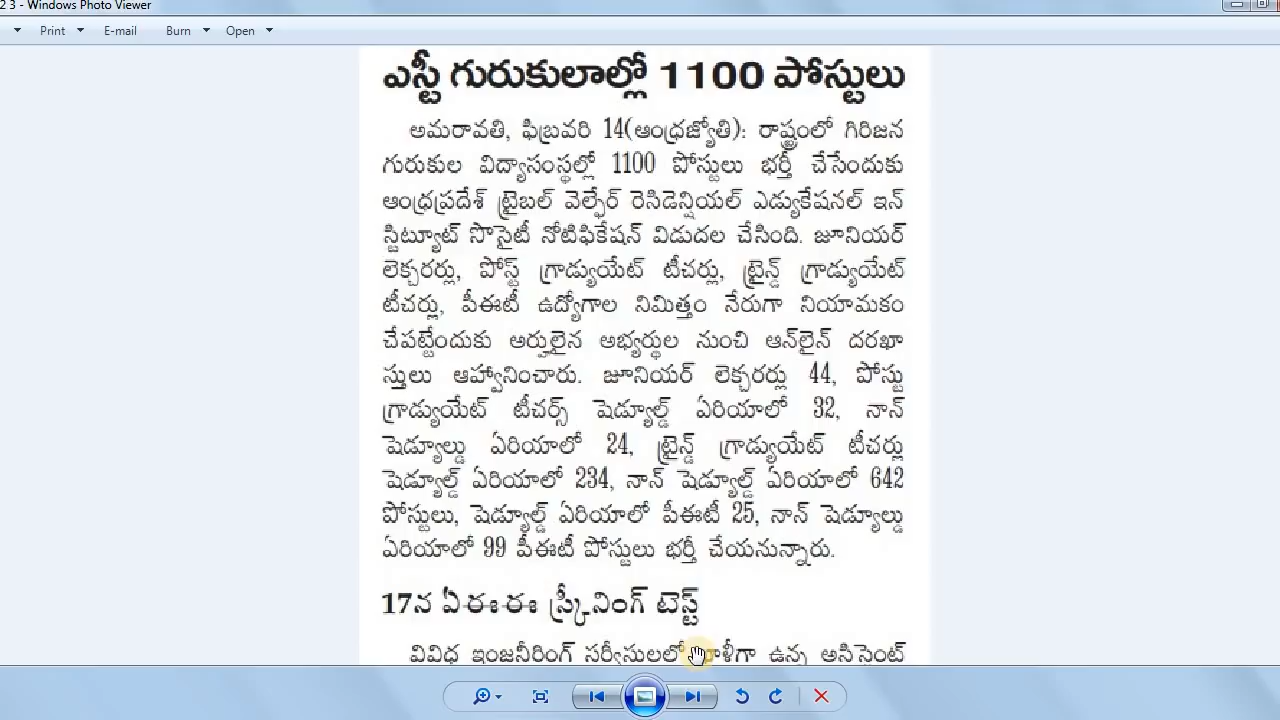 2 3 - Windows Photo Viewer
Print E-mail Burn Open
ఎస్టీ గురుకులాల్లో 1100 పోస్టులు
అమరావతి, ఫిబ్రవరి 14(ఆంధ్రజ్యోతి): రాష్ట్రంలో గిరిజన
గురుకుల విద్యాసంస్థల్లో 1100 పోస్టులు భర్తీ చేసేందుకు
ఆంధ్రప్రదేశ్ ట్రైబల్ వెల్ఫేర్ రెసిడెన్షియల్ ఎడ్యుకేషనల్ ఇన్
స్టిట్యూట్ సొసైటీ నోటిఫికేషన్ విడుదల చేసింది. జూనియర్
లెక్చరర్లు, పోస్ట్ గ్రాడ్యుయేట్ టీచర్లు, ట్రైన్డ్ గ్రాడ్యుయేట్
టీచర్లు, పీఈటీ ఉద్యోగాల నిమిత్తం నేరుగా నియామకం
చేపట్టేందుకు అర్హులైన అభ్యర్థుల నుంచి ఆన్‌లైన్ దరఖా
స్తులు ఆహ్వానించారు. జూనియర్ లెక్చరర్లు 44, పోస్టు
గ్రాడ్యుయేట్ టీచర్స్ షెడ్యూల్డ్ ఏరియాలో 32, నాన్
షెడ్యూల్డు ఏరియాలో 24, ట్రైన్డ్ గ్రాడ్యుయేట్ టీచర్లు
షెడ్యూల్డ్ ఏరియాలో 234, నాన్ షెడ్యూల్డ్ ఏరియాలో 642
పోస్టులు, షెడ్యూల్డ్ ఏరియాలో పీఈటీ 25, నాన్ షెడ్యూల్డు
ఏరియాలో 99 పీఈటీ పోస్టులు భర్తీ చేయనున్నారు.
17న ఏఈఈ స్క్రీనింగ్ టెస్ట్
వివిధ ఇంజనీరింగ్ సర్వీసులలో ఉన్న అసిస్టెంట్